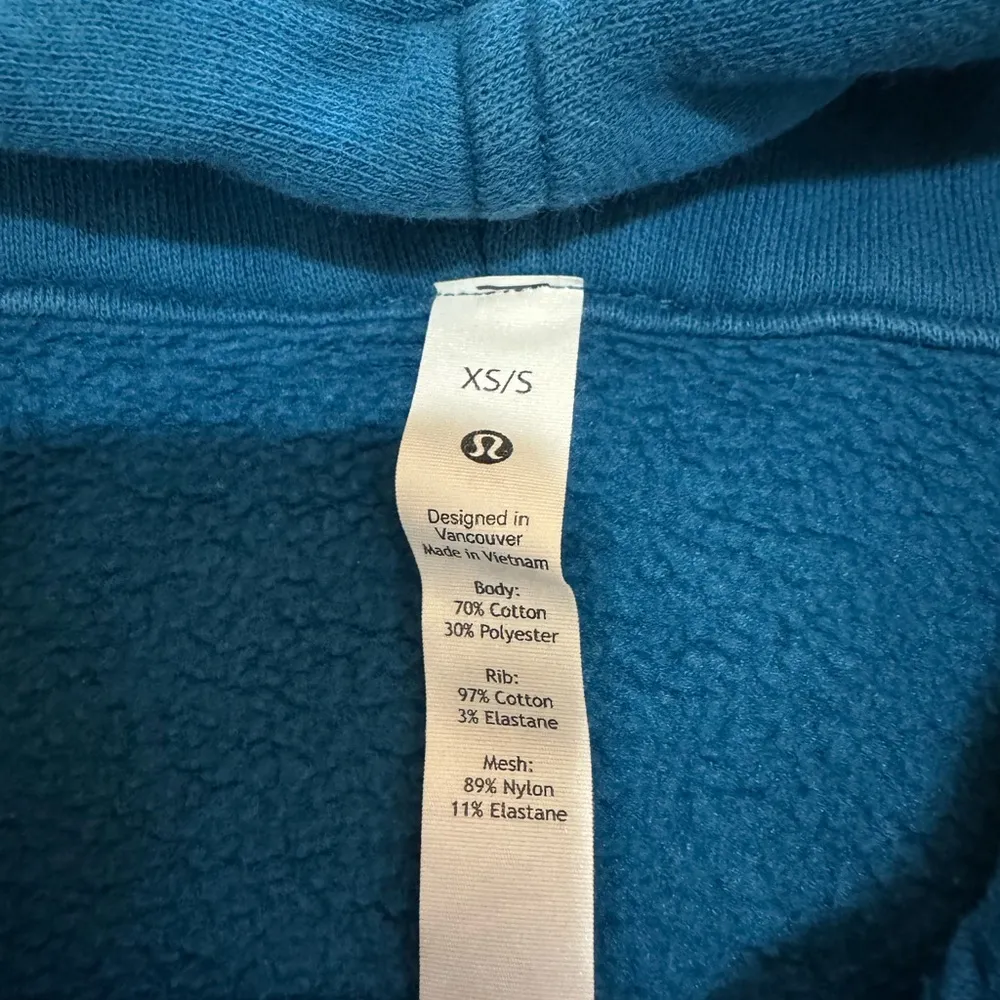 XS/S
Designed in
Vancouver
Made in Vietnam
Body:
70% Cotton
30% Polyester
Rib:
97% Cotton
3% Elastane
Mesh:
89% Nylon
11% Elastane